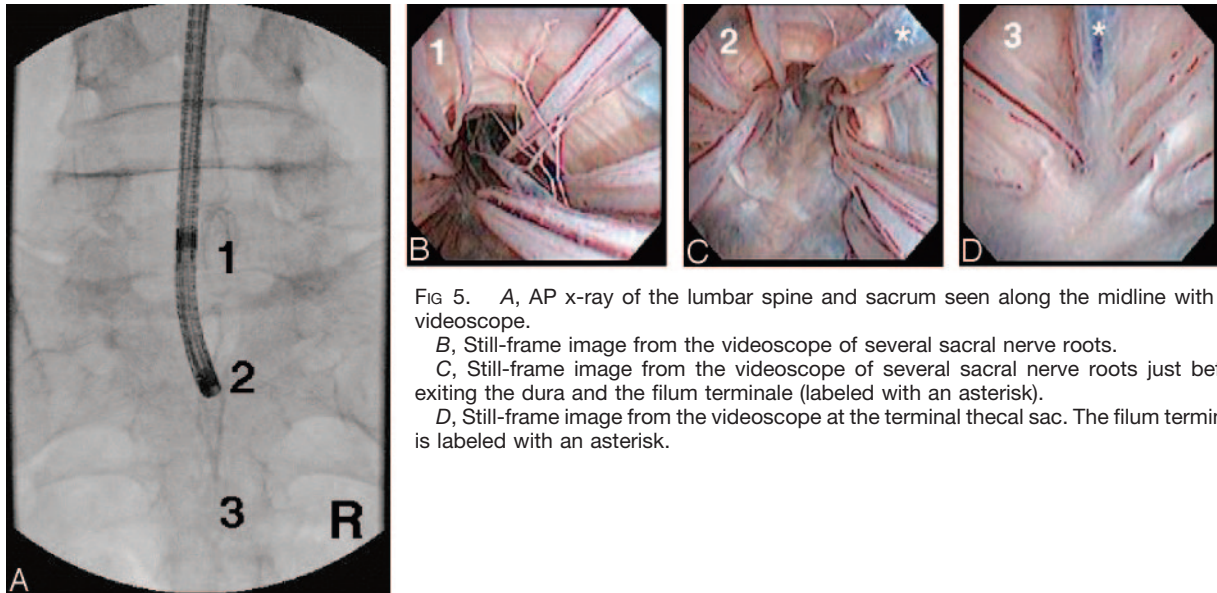 1
2
3
R
A
1
B
2
*
C
3
*
D
FIG 5. A, AP x-ray of the lumbar spine and sacrum seen along the midline with
videoscope.
B, Still-frame image from the videoscope of several sacral nerve roots.
C, Still-frame image from the videoscope of several sacral nerve roots just bef
exiting the dura and the filum terminale (labeled with an asterisk).
D, Still-frame image from the videoscope at the terminal thecal sac. The filum termin
is labeled with an asterisk.